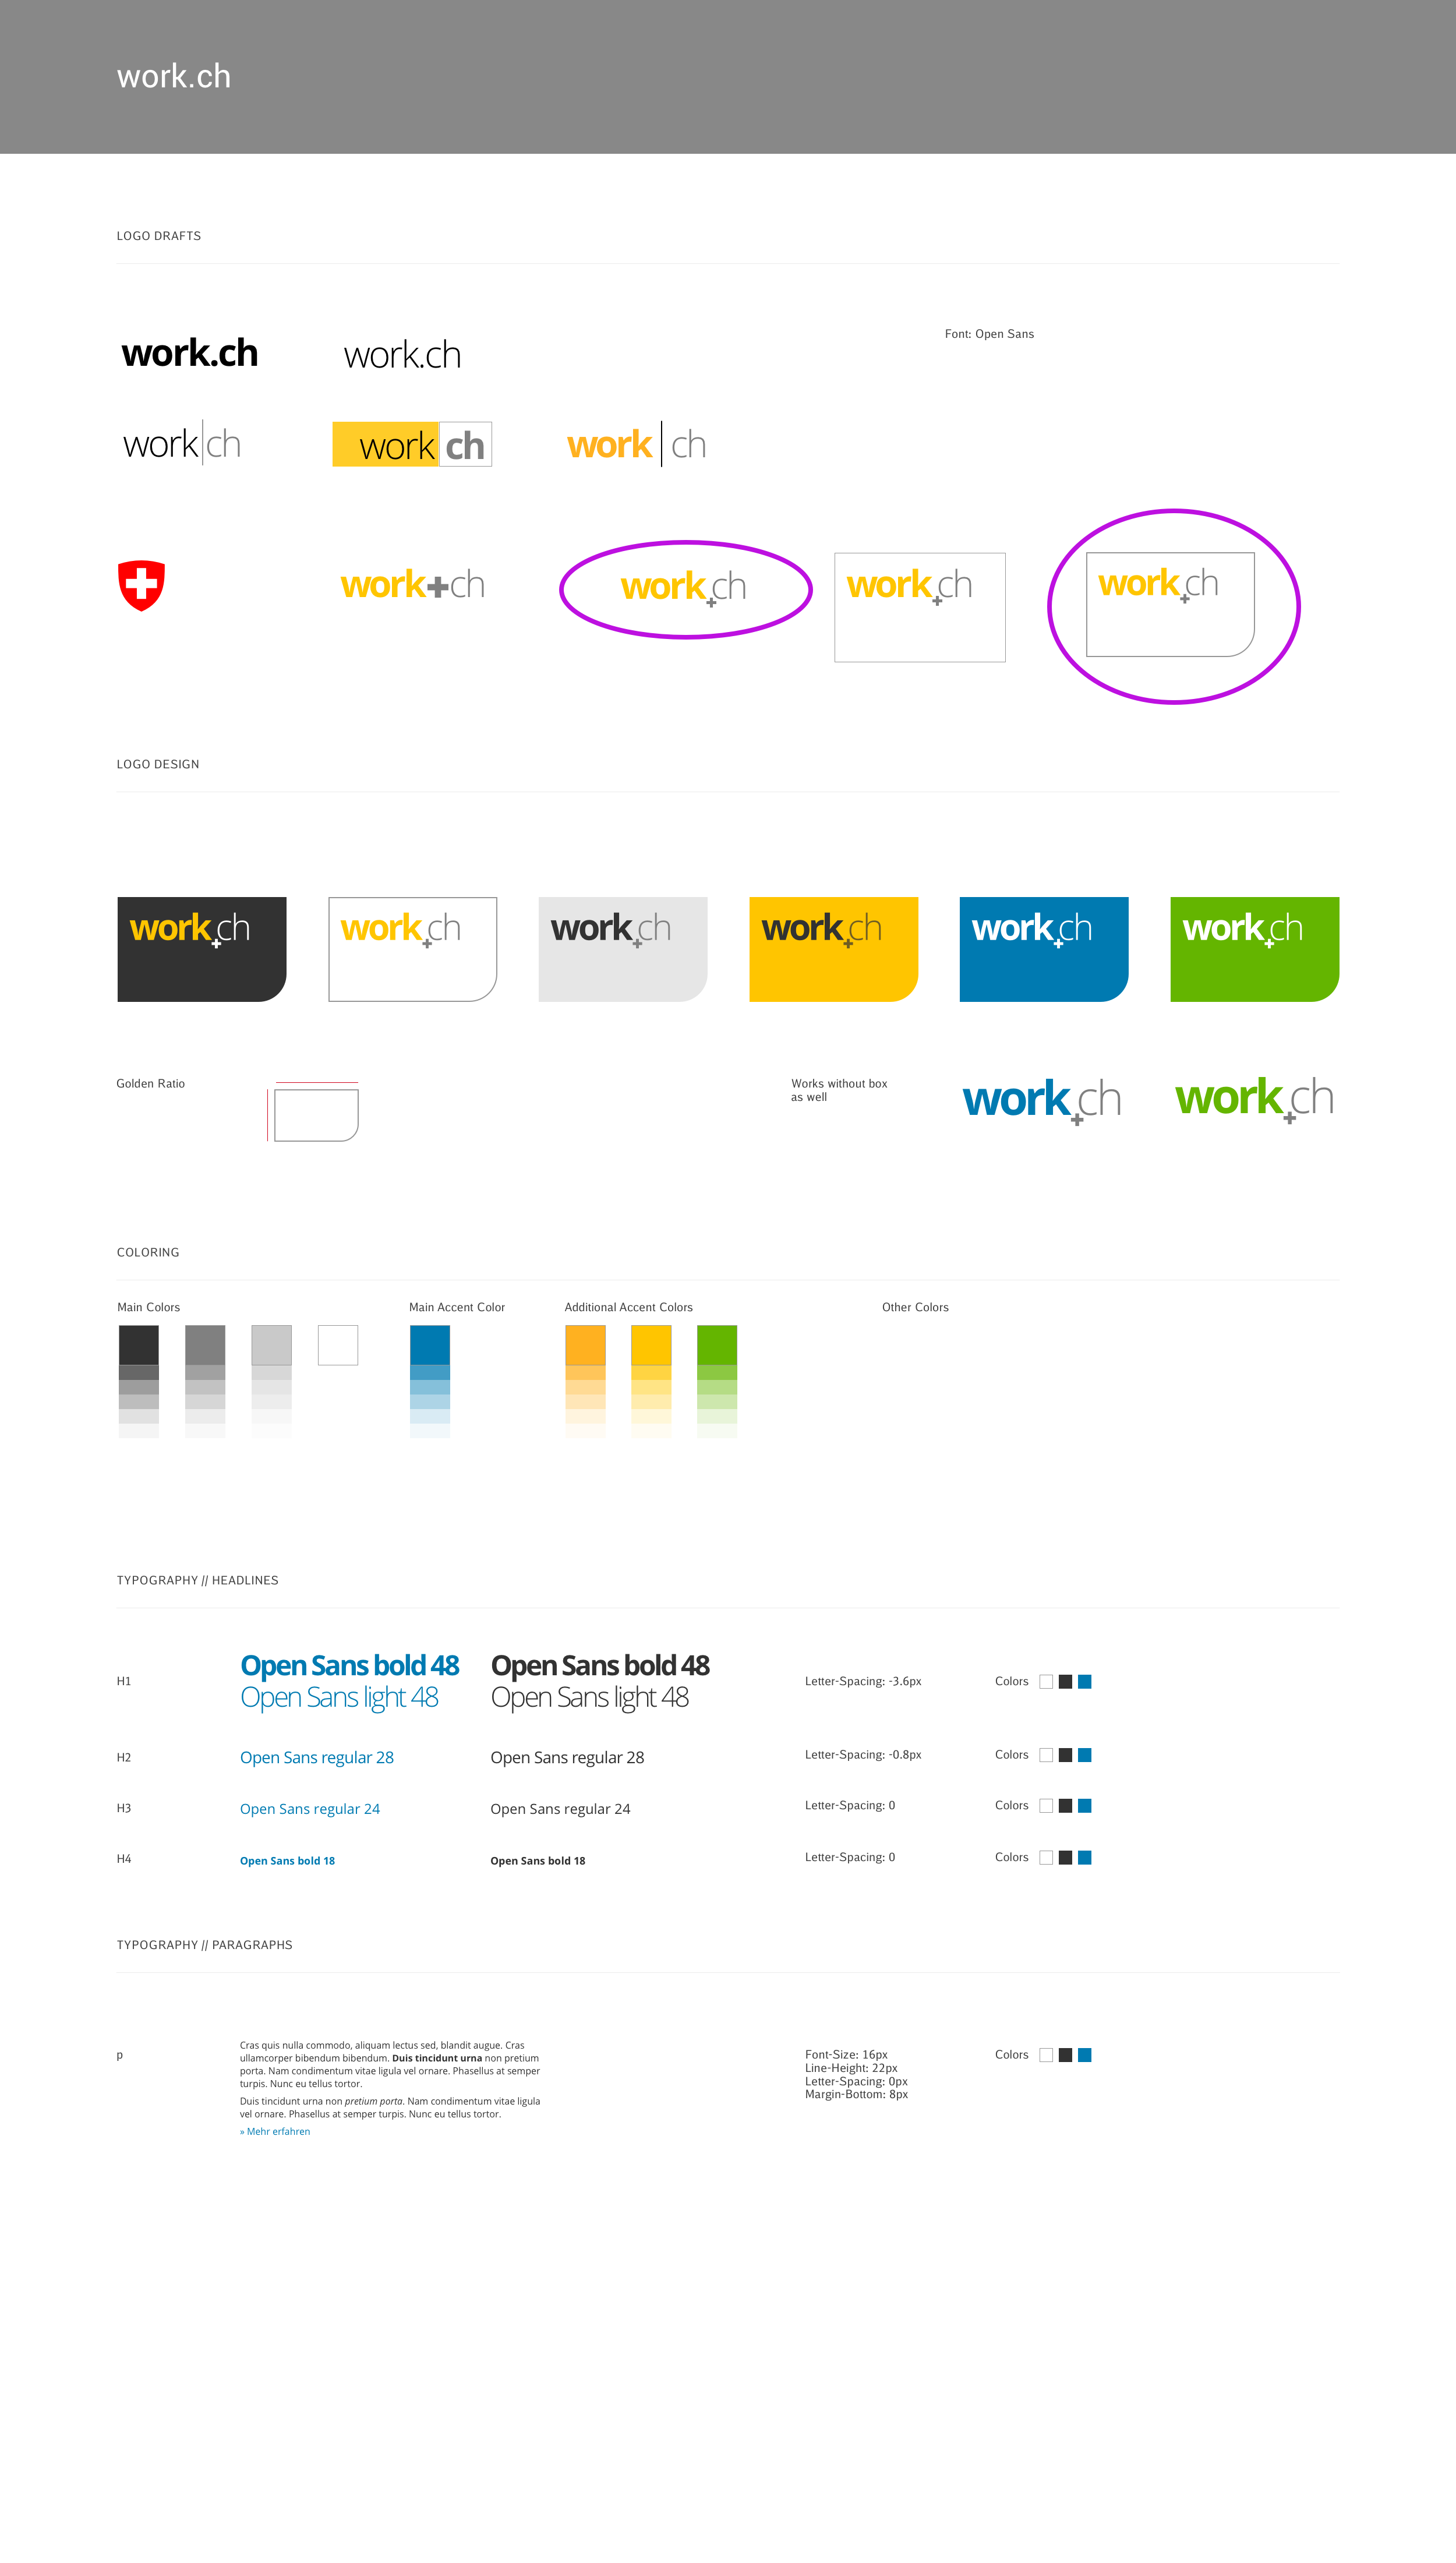 work.ch
LOGO DRAFTS
work.ch
work.ch
Font: Open Sans
work ch
work ch
work ch
work+ch
work+ch
work+ch
work+ch
LOGO DESIGN
work+ch
work+ch
work+ch
work+ch
work+ch
work+ch
Golden Ratio
Works without box
as well
work+ch
work+ch
COLORING
Main Colors
Main Accent Color
Additional Accent Colors
Other Colors
TYPOGRAPHY // HEADLINES
H1
Open Sans bold 48
Open Sans light 48
Open Sans bold 48
Open Sans light 48
Letter-Spacing: -3.6px
Colors
H2
Open Sans regular 28
Open Sans regular 28
Letter-Spacing: -0.8px
Colors
H3
Open Sans regular 24
Open Sans regular 24
Letter-Spacing: 0
Colors
H4
Open Sans bold 18
Open Sans bold 18
Letter-Spacing: 0
Colors
TYPOGRAPHY // PARAGRAPHS
p
Cras quis nulla commodo, aliquam lectus sed, blandit augue. Cras
ullamcorper bibendum bibendum. Duis tincidunt urna non pretium
porta. Nam condimentum vitae ligula vel ornare. Phasellus at semper
turpis. Nunc eu tellus tortor.
Duis tincidunt urna non pretium porta. Nam condimentum vitae ligula
vel ornare. Phasellus at semper turpis. Nunc eu tellus tortor.
» Mehr erfahren
Font-Size: 16px
Line-Height: 22px
Letter-Spacing: 0px
Margin-Bottom: 8px
Colors